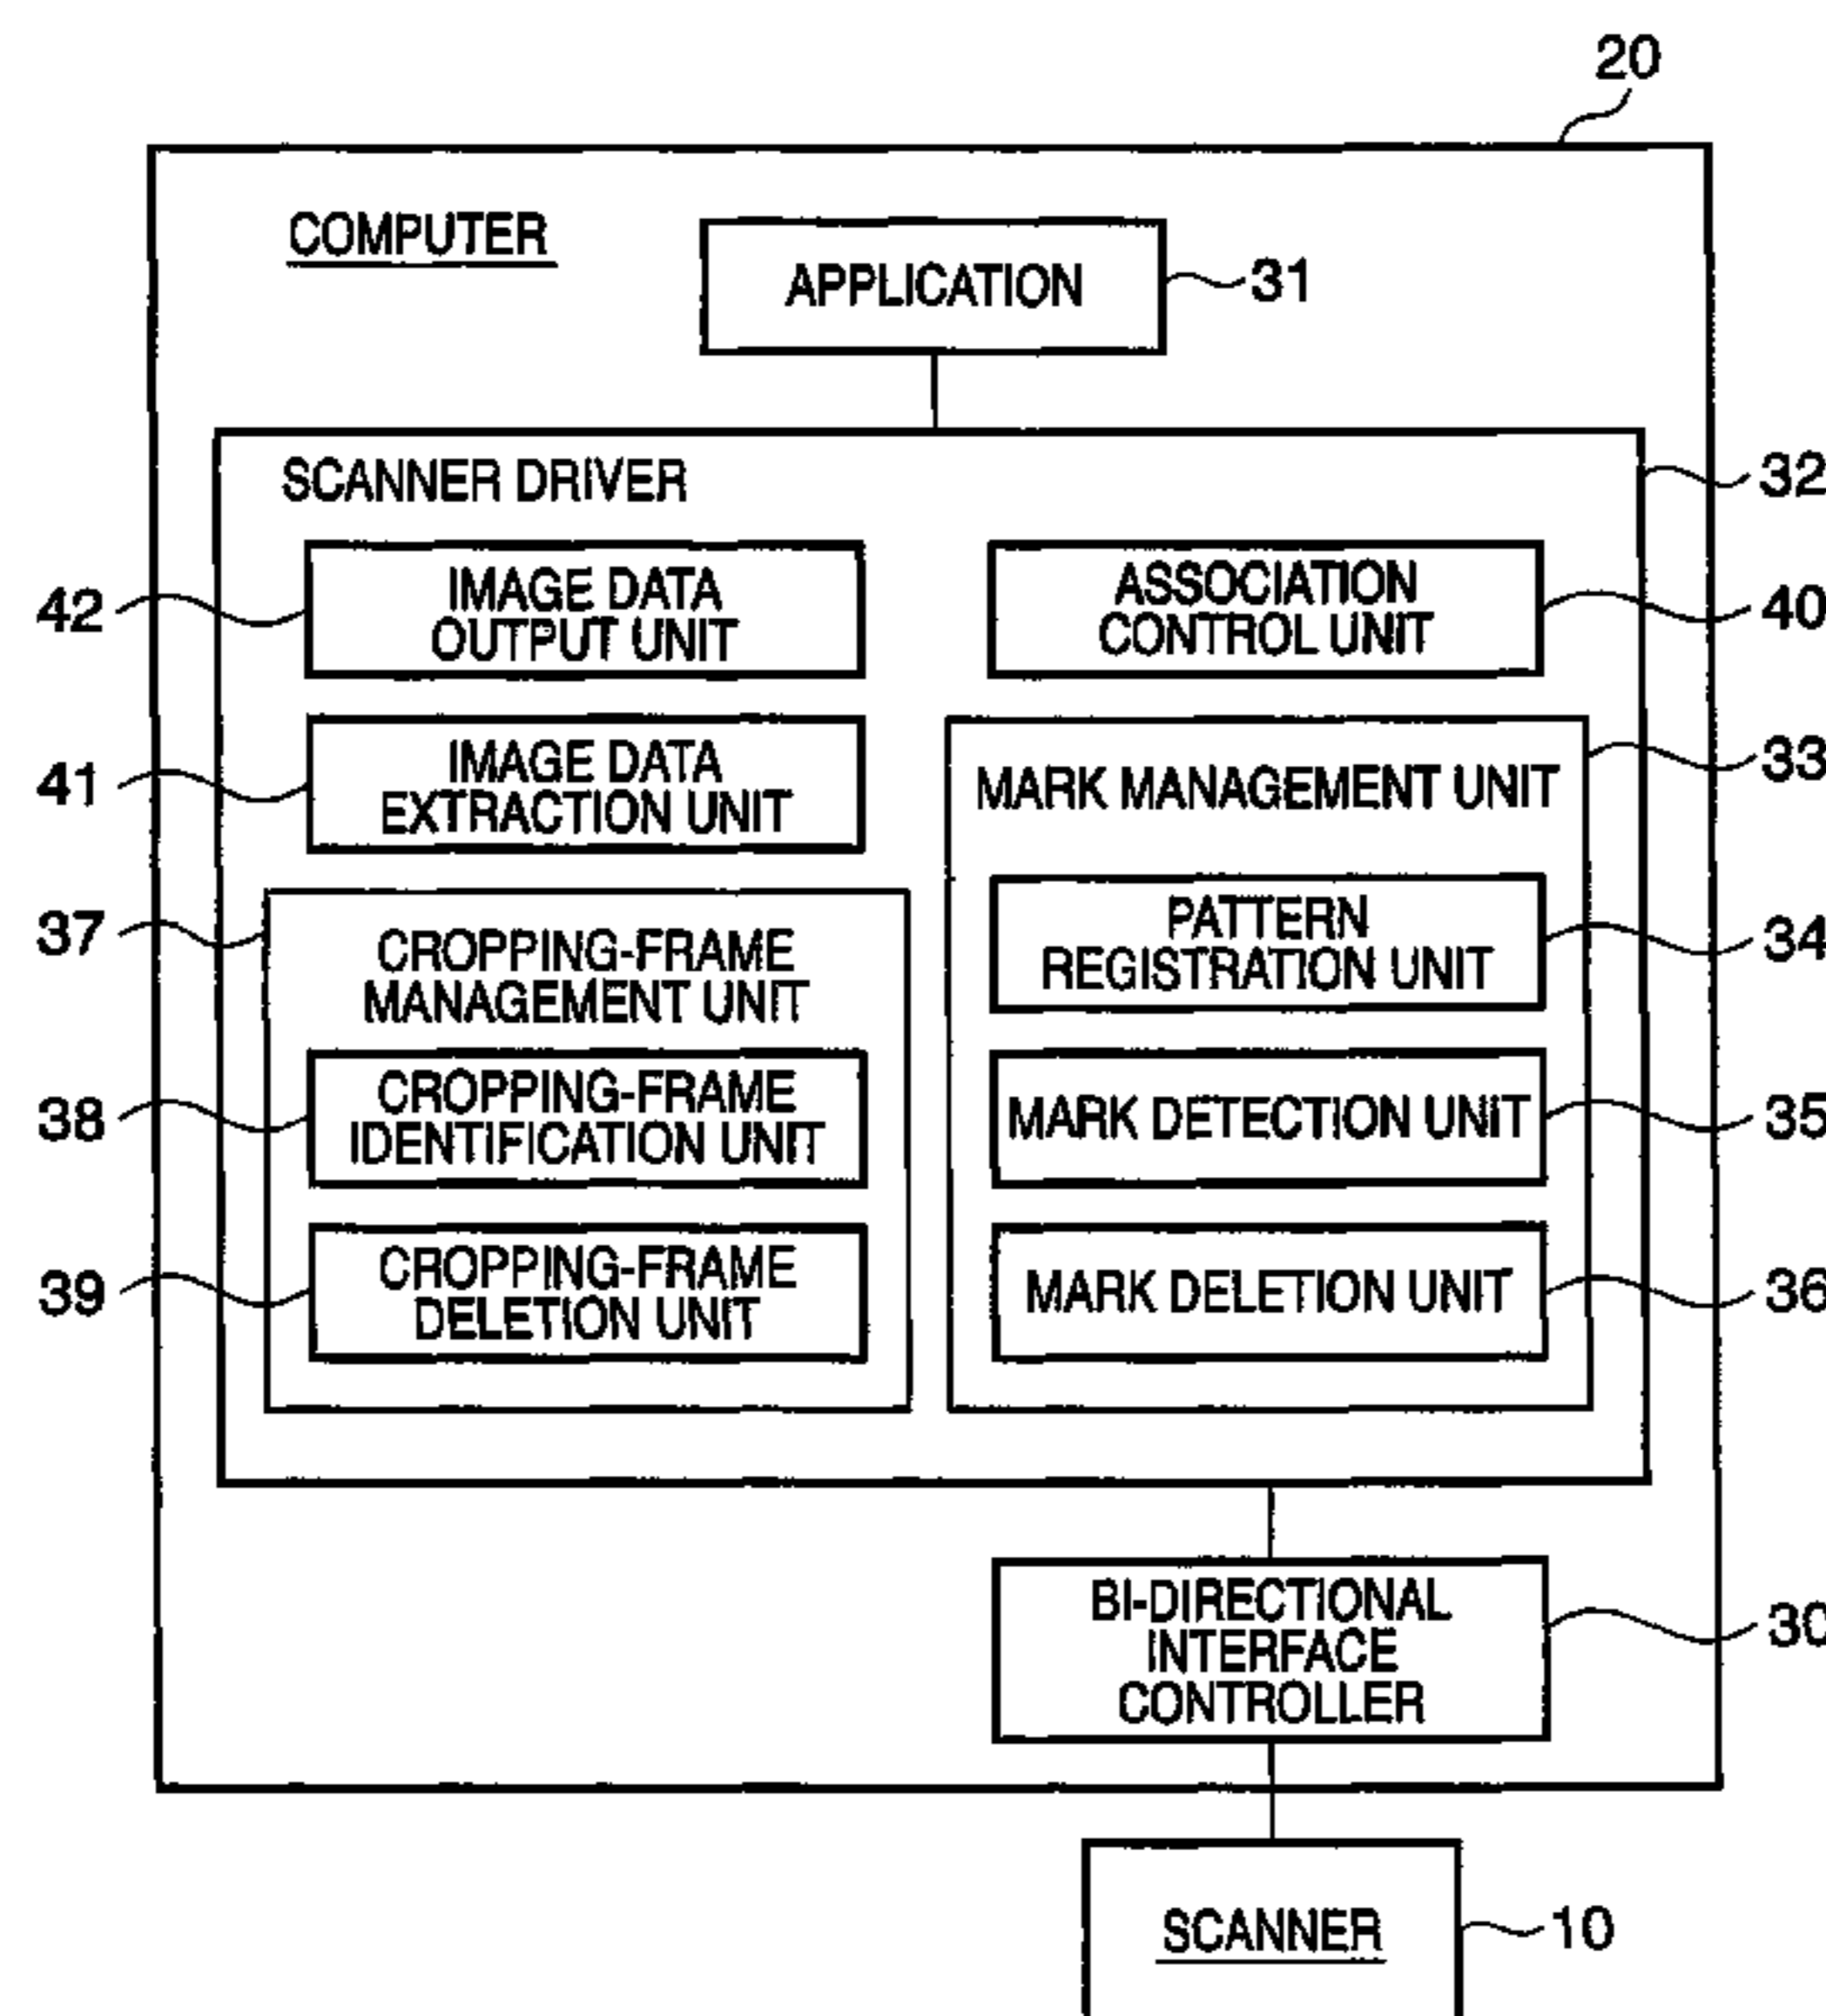 20
COMPUTER
APPLICATION
31
SCANNER DRIVER
32
42
IMAGE DATA
OUTPUT UNIT
ASSOCIATION
CONTROL UNIT
40
41
IMAGE DATA
EXTRACTION UNIT
MARK MANAGEMENT UNIT
33
37
CROPPING-FRAME
MANAGEMENT UNIT
PATTERN
REGISTRATION UNIT
34
38
CROPPING-FRAME
IDENTIFICATION UNIT
MARK DETECTION UNIT
35
39
CROPPING-FRAME
DELETION UNIT
MARK DELETION UNIT
36
BI-DIRECTIONAL
INTERFACE
CONTROLLER
30
SCANNER
10